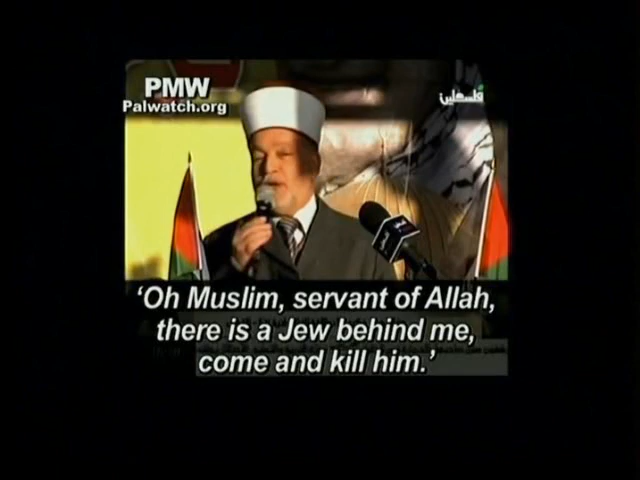 PMW
Palwatch.org
فلسطين
'Oh Muslim, servant of Allah,
there is a Jew behind me,
come and kill him.'